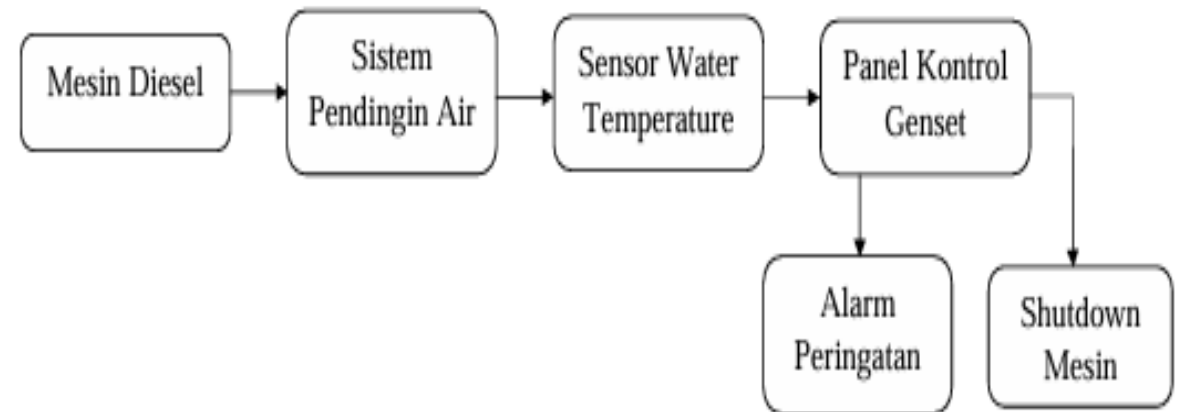 Mesin Diesel
Sistem
Pendingin Air
Sensor Water
Temperature
Panel Kontrol
Genset
Alarm
Peringatan
Shutdown
Mesin